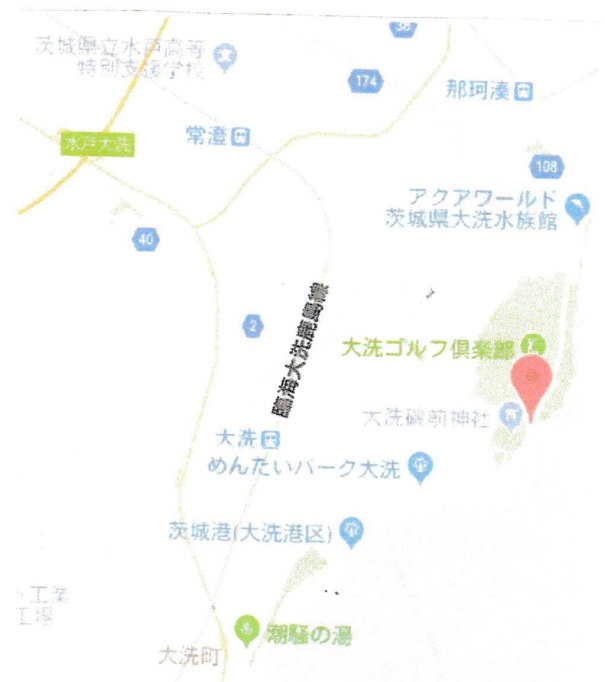 38
茨城県立水戸高等
特別支援学校
174
那珂湊
常澄
水戸大洗
108
アクアワールド
茨城県大洗水族館
40
臨海大洗鹿島線
2
大洗ゴルフ倶楽部
大洗磯前神社
大洗
めんたいパーク大洗
茨城港(大洗港区)
工業
工場
潮騒の湯
大洗町